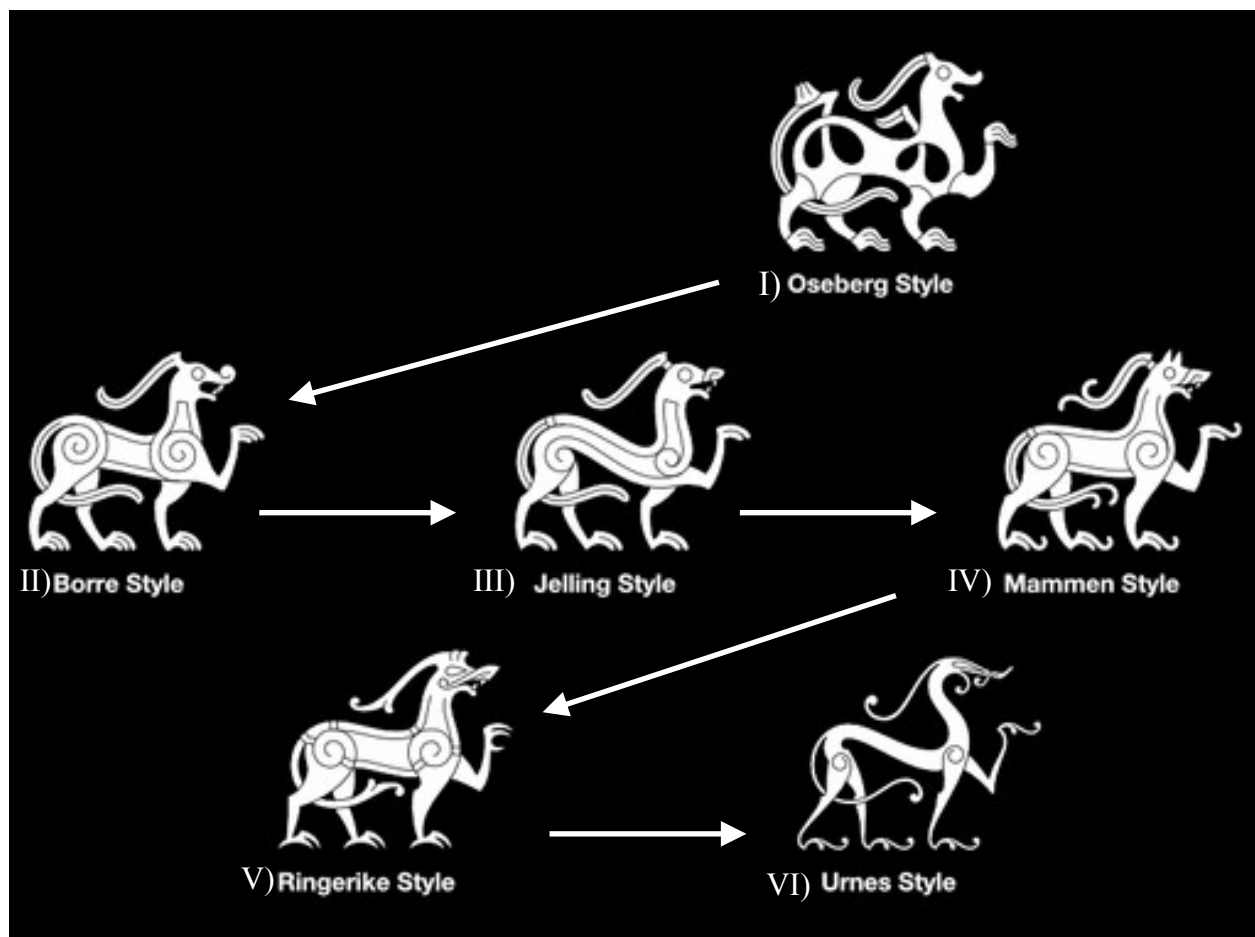 I) Oseberg Style
II) Borre Style
III) Jelling Style
IV) Mammen Style
V) Ringerike Style
VI) Urnes Style